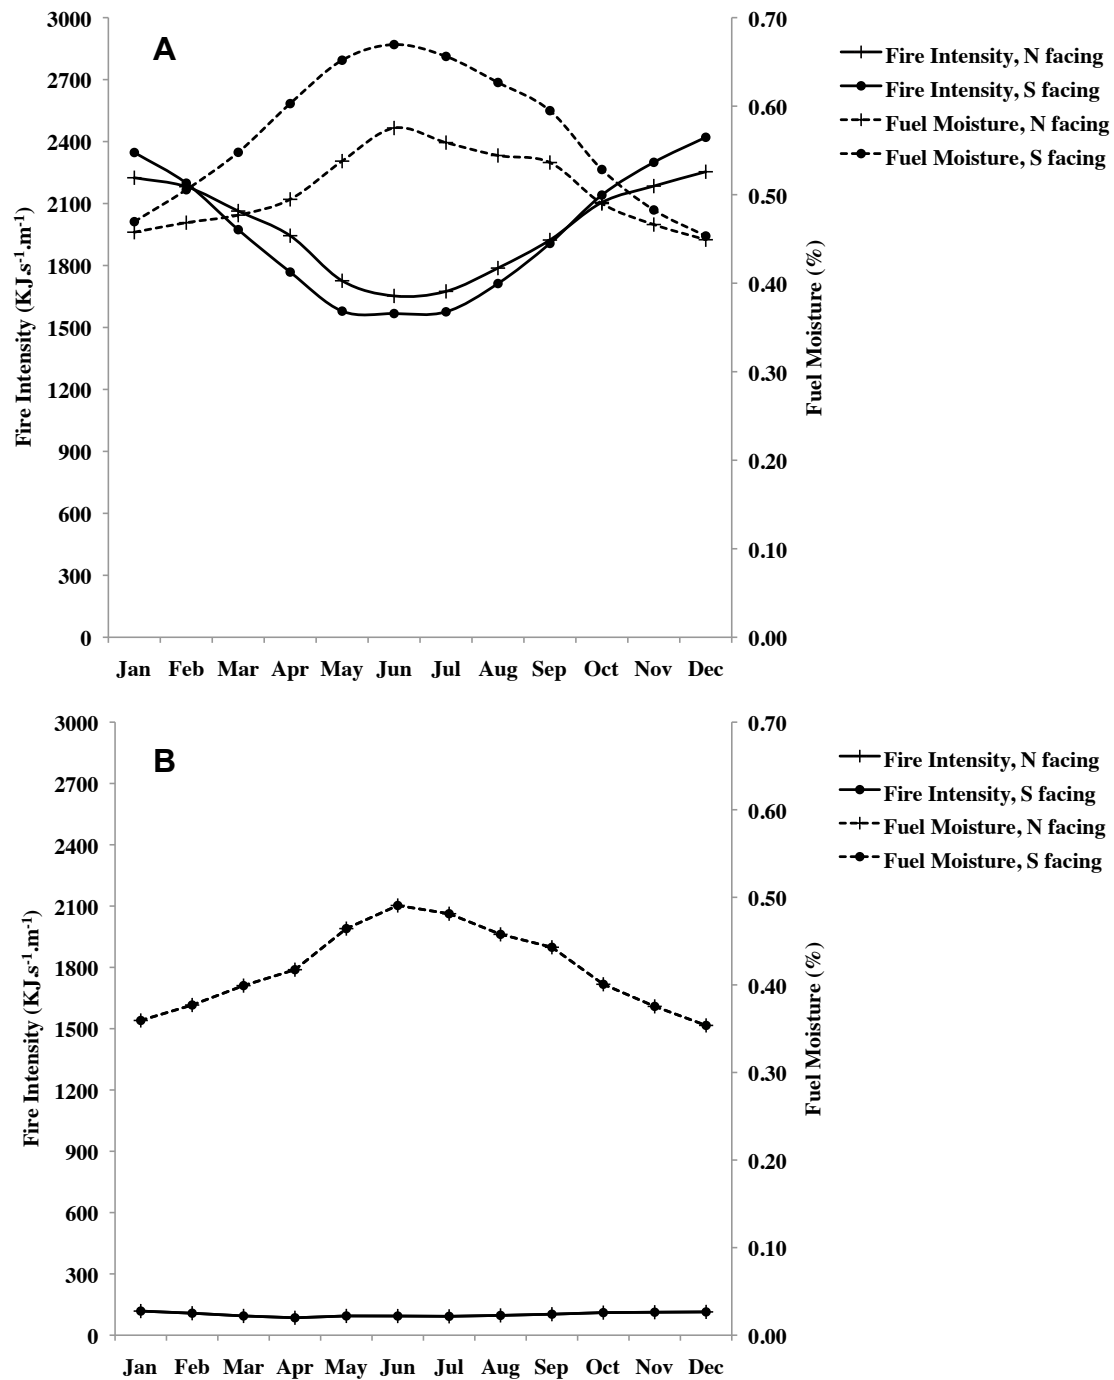 A
3000
2700
2400
2100
1800
1500
1200
900
600
300
0
Fire Intensity (KJ.s⁻¹.m⁻¹)
0.70
0.60
0.50
0.40
0.30
0.20
0.10
0.00
Fuel Moisture (%)
Fire Intensity, N facing
Fire Intensity, S facing
Fuel Moisture, N facing
Fuel Moisture, S facing
Jan Feb Mar Apr May Jun Jul Aug Sep Oct Nov Dec
B
3000
2700
2400
2100
1800
1500
1200
900
600
300
0
Fire Intensity (KJ.s⁻¹.m⁻¹)
0.70
0.60
0.50
0.40
0.30
0.20
0.10
0.00
Fuel Moisture (%)
Fire Intensity, N facing
Fire Intensity, S facing
Fuel Moisture, N facing
Fuel Moisture, S facing
Jan Feb Mar Apr May Jun Jul Aug Sep Oct Nov Dec